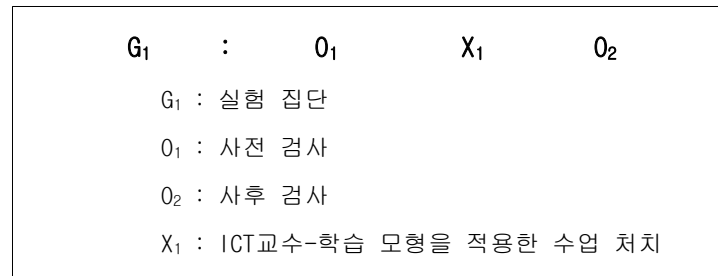 G₁ : O₁ X₁ O₂
G₁ : 실험 집단
O₁ : 사전 검사
O₂ : 사후 검사
X₁ : ICT교수-학습 모형을 적용한 수업 처치